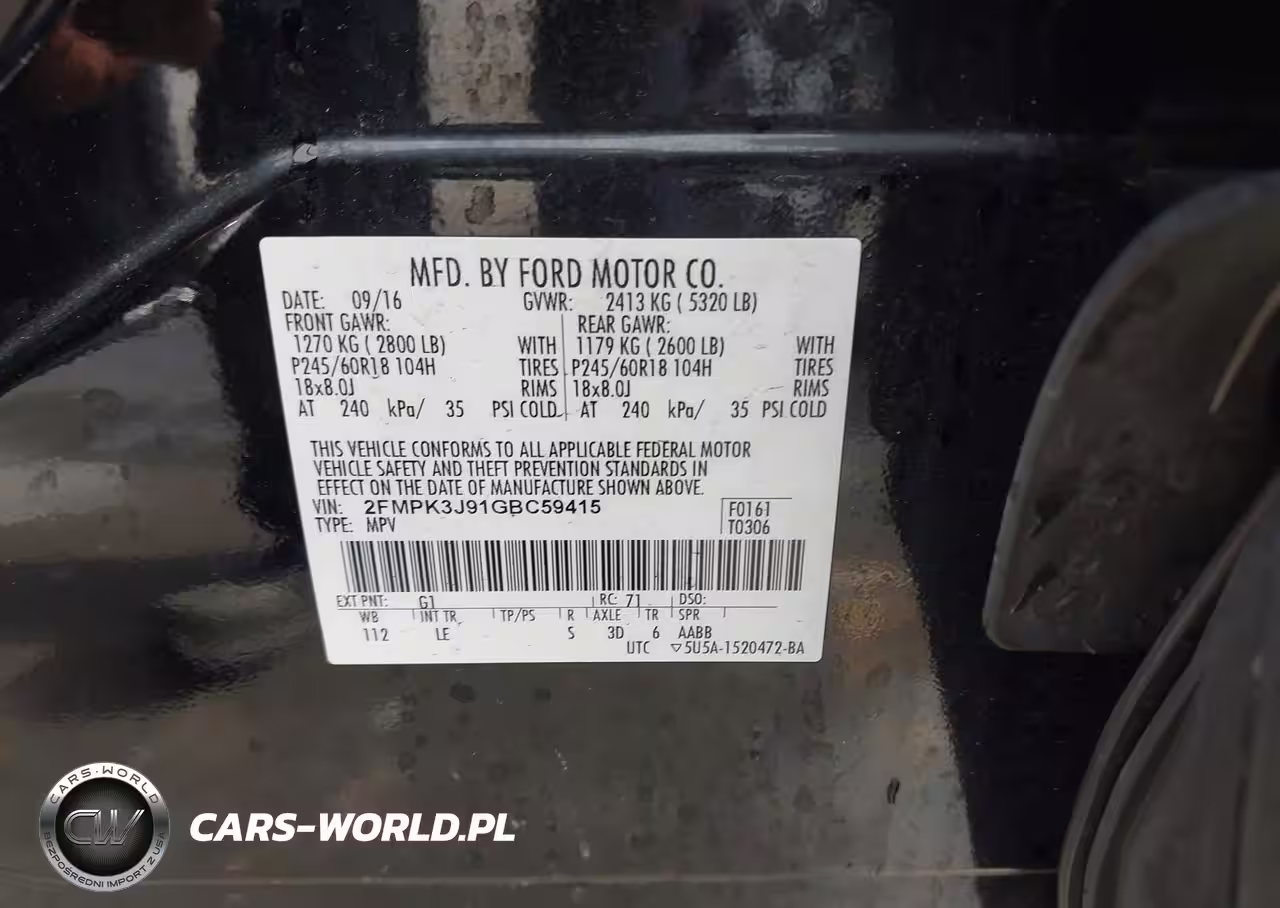 MFD. BY FORD MOTOR CO.
DATE: 09/16 GVWR: 2413 KG ( 5320 LB)
FRONT GAWR: REAR GAWR:
1270 KG ( 2800 LB) WITH 1179 KG ( 2600 LB) WITH
P245/60R18 104H TIRES P245/60R18 104H TIRES
18x8.0J RIMS 18x8.0J RIMS
AT 240 kPa/ 35 PSI COLD AT 240 kPa/ 35 PSI COLD
THIS VEHICLE CONFORMS TO ALL APPLICABLE FEDERAL MOTOR
VEHICLE SAFETY AND THEFT PREVENTION STANDARDS IN
EFFECT ON THE DATE OF MANUFACTURE SHOWN ABOVE.
VIN: 2FMPK3J91GBC59415 F0161
TYPE: MPV T0306
EXT PNT: G1 RC: 71 DSO:
WB INT TR TP/PS R AXLE TR SPR
112 LE S 3D 6 AABB
UTC ▽5U5A-1520472-BA
CARS-WORLD
CW
BEZPOŚREDNI IMPORT Z USA
CARS-WORLD.PL